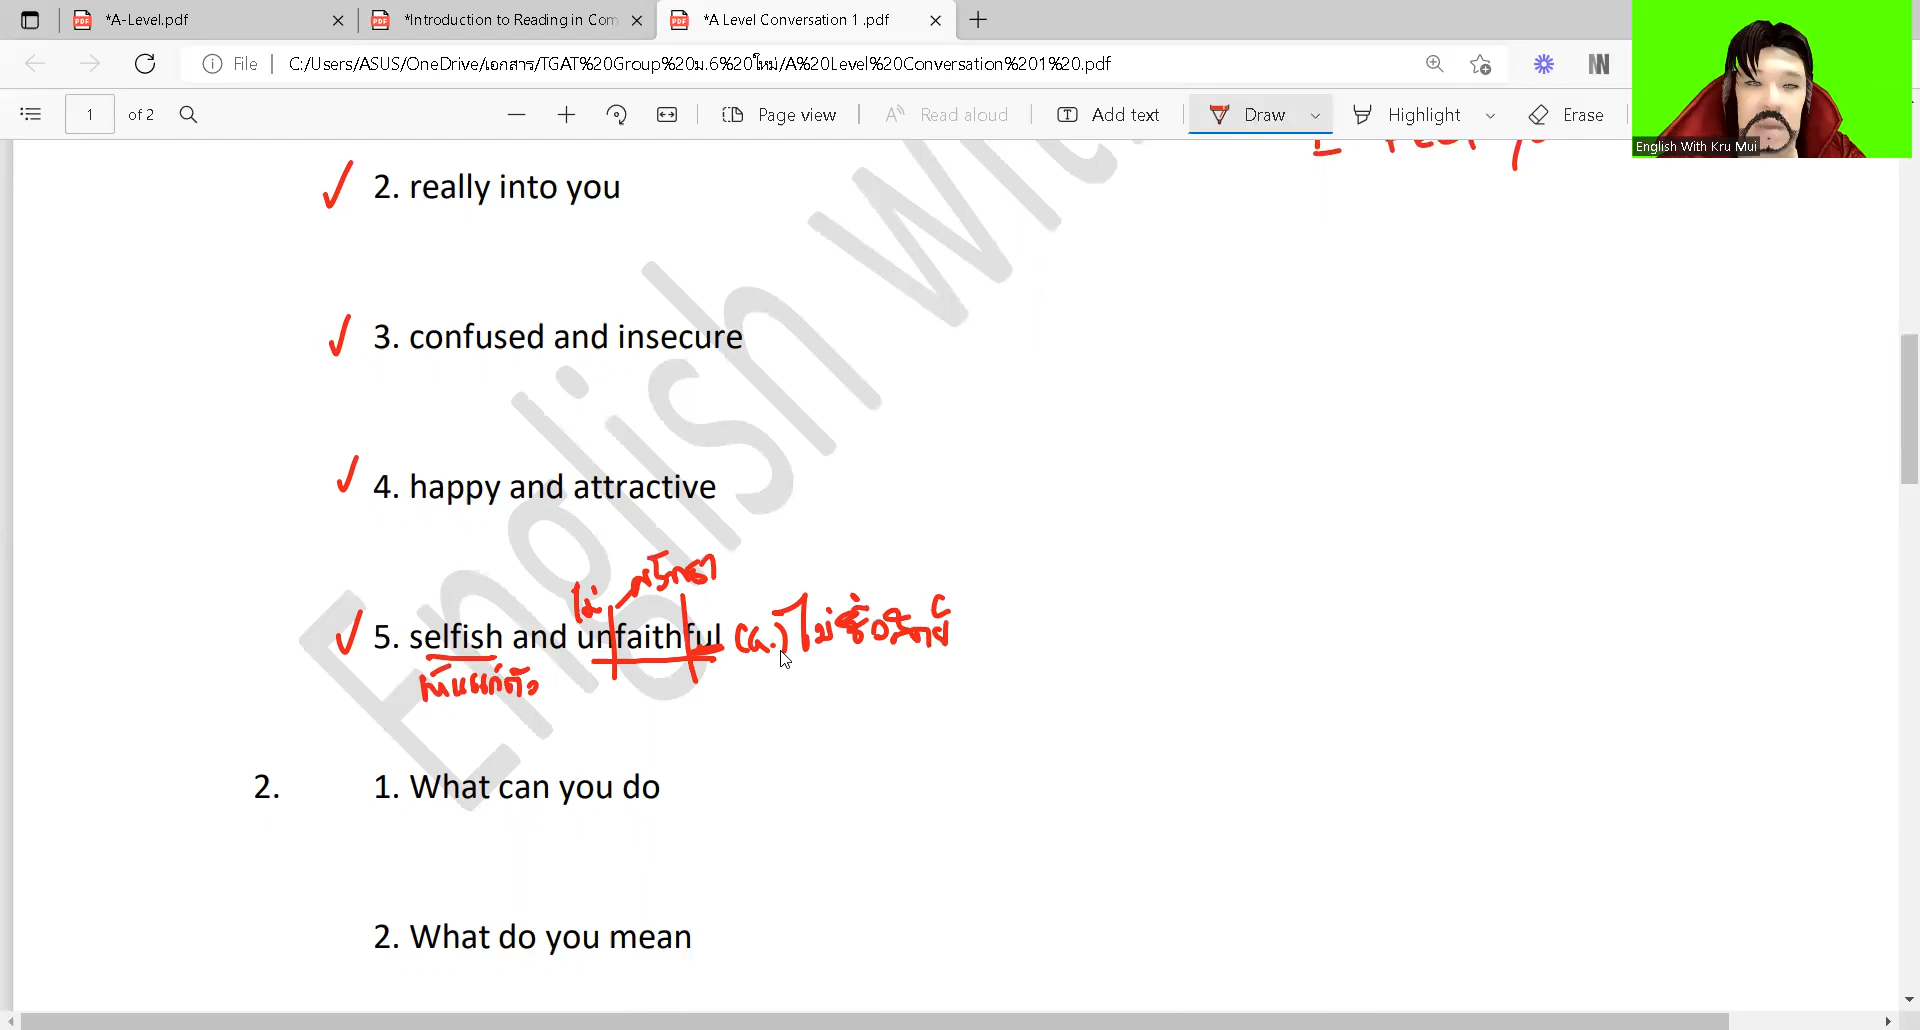 *A-Level.pdf
*Introduction to Reading in Com
*A Level Conversation 1 .pdf
File
C:/Users/ASUS/OneDrive/เอกสาร/TGAT%20Group%20ม.6%20ใหม่/A%20Level%20Conversation%201%20.pdf
1 of 2
Page view
Read aloud
Add text
Draw
Highlight
Erase
English With Kru Mui
I feel
2. really into you
3. confused and insecure
4. happy and attractive
ไม่ ศรัทธา
5. selfish and unfaithful (a.) ไม่ซื่อสัตย์
เห็นแก่ตัว
2. 1. What can you do
2. What do you mean
English With